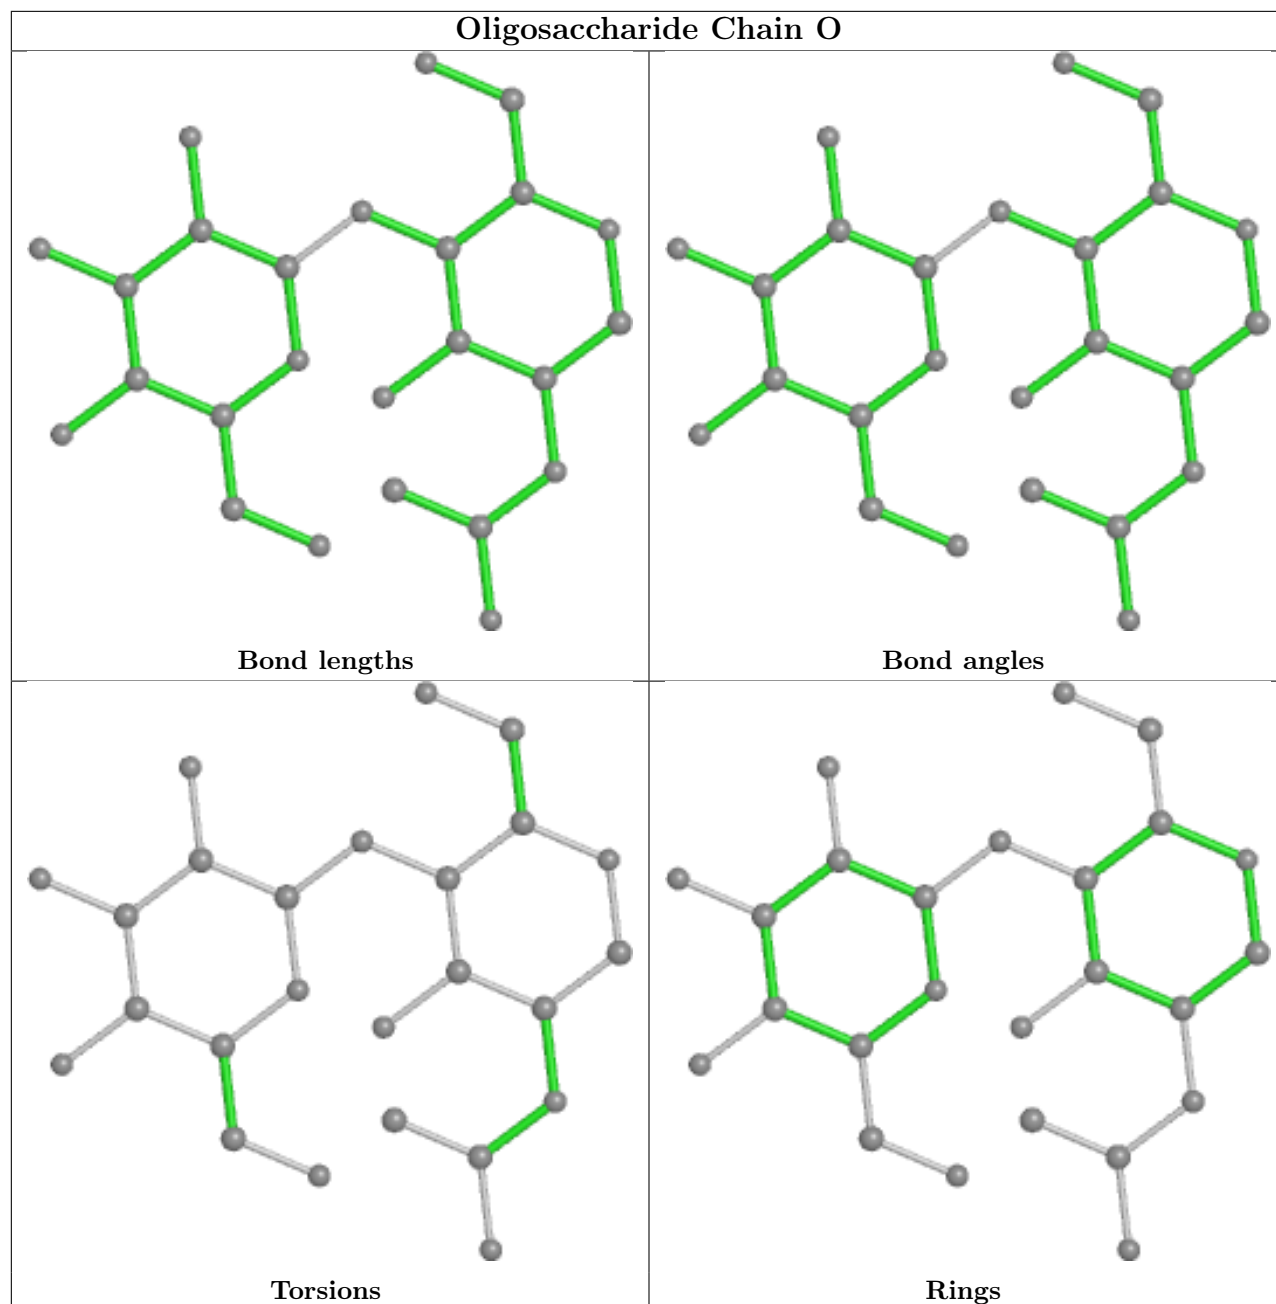 Oligosaccharide Chain O
Bond lengths
Bond angles
Torsions
Rings